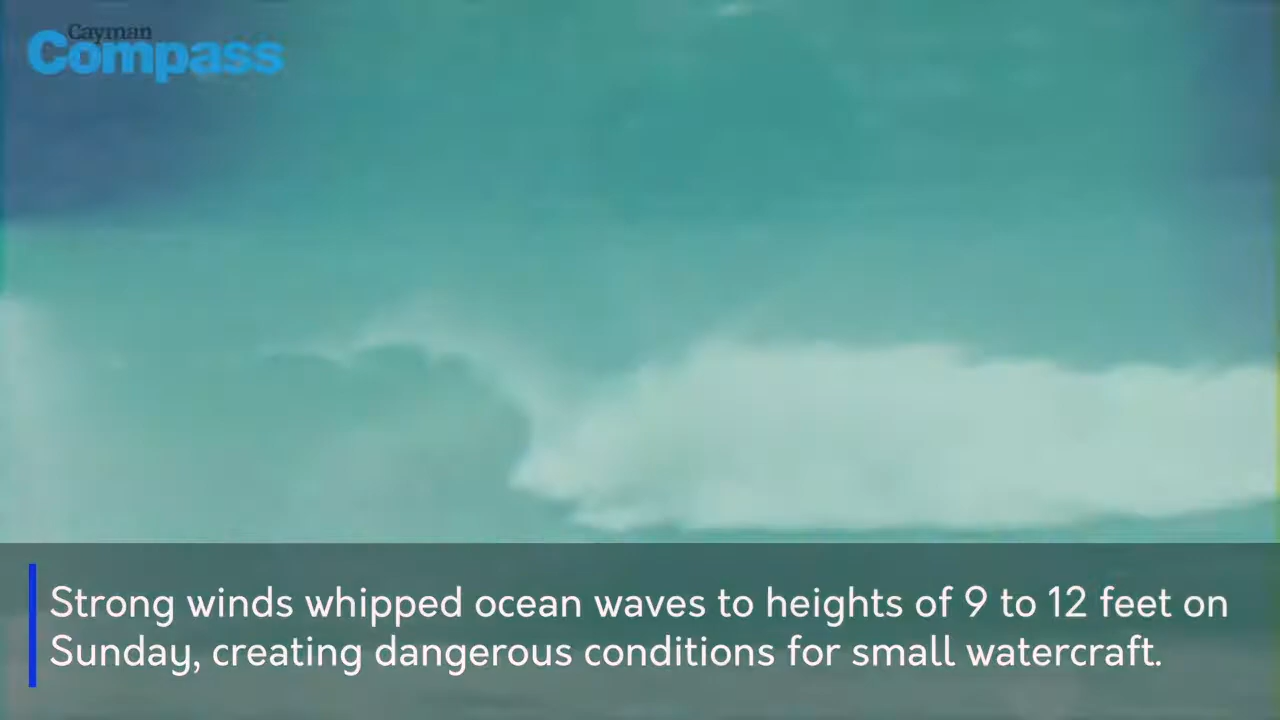 Cayman
Compass
Strong winds whipped ocean waves to heights of 9 to 12 feet on
Sunday, creating dangerous conditions for small watercraft.